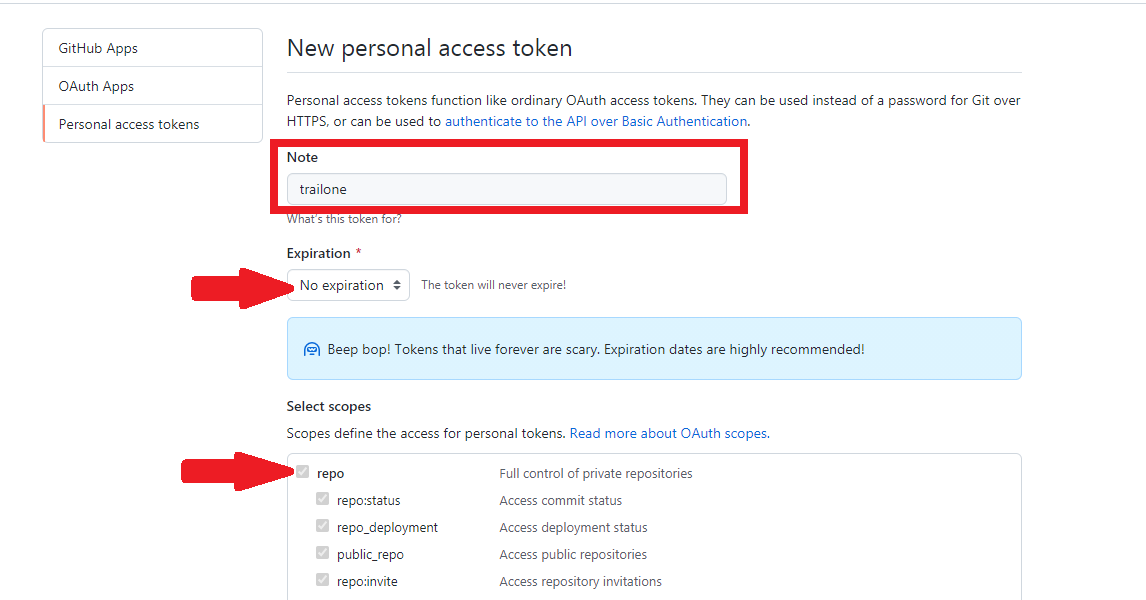 GitHub Apps
OAuth Apps
Personal access tokens
New personal access token
Personal access tokens function like ordinary OAuth access tokens. They can be used instead of a password for Git over
HTTPS, or can be used to authenticate to the API over Basic Authentication.
Note
trailone
What's this token for?
Expiration *
No expiration The token will never expire!
Beep bop! Tokens that live forever are scary. Expiration dates are highly recommended!
Select scopes
Scopes define the access for personal tokens. Read more about OAuth scopes.
repo Full control of private repositories
repo:status Access commit status
repo_deployment Access deployment status
public_repo Access public repositories
repo:invite Access repository invitations